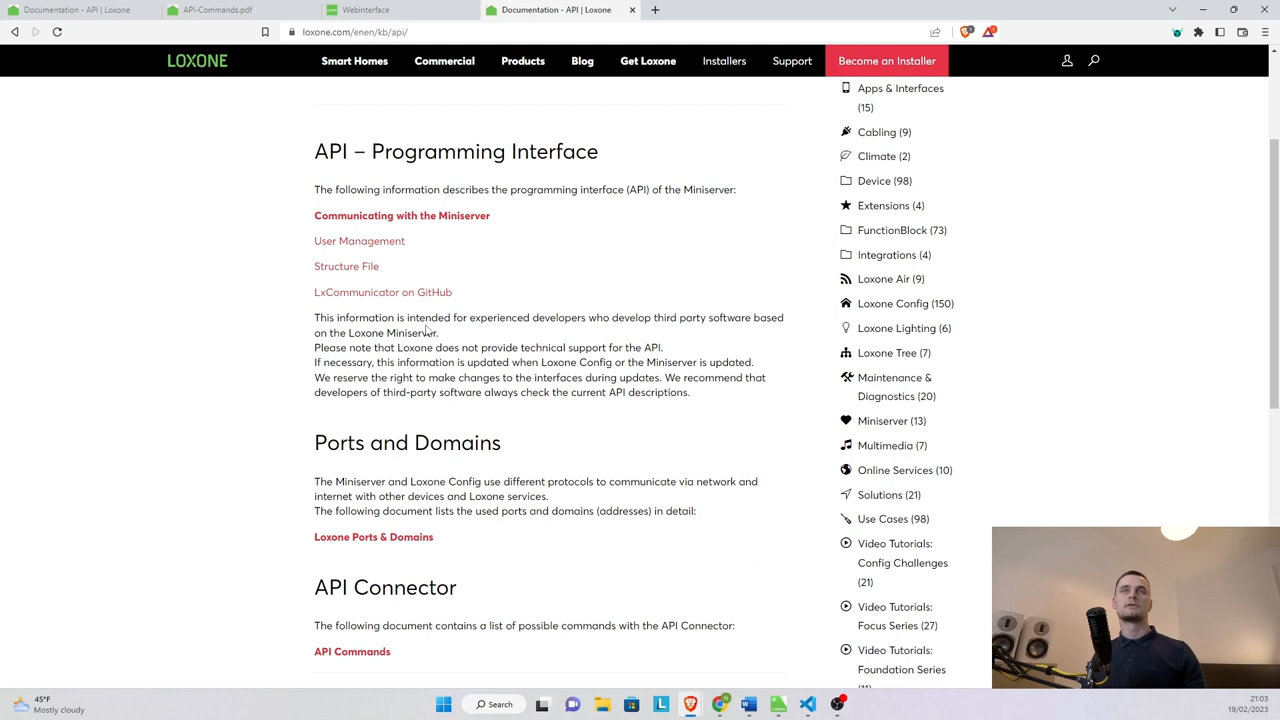 Documentation - API | Loxone
API-Commands.pdf
Webinterface
Documentation - API | Loxone
loxone.com/enen/kb/api/
LOXONE
Smart Homes
Commercial
Products
Blog
Get Loxone
Installers
Support
Become an Installer
API – Programming Interface
The following information describes the programming interface (API) of the Miniserver:
Communicating with the Miniserver
User Management
Structure File
LxCommunicator on GitHub
This information is intended for experienced developers who develop third party software based
on the Loxone Miniserver.
Please note that Loxone does not provide technical support for the API.
If necessary, this information is updated when Loxone Config or the Miniserver is updated.
We reserve the right to make changes to the interfaces during updates. We recommend that
developers of third-party software always check the current API descriptions.
Ports and Domains
The Miniserver and Loxone Config use different protocols to communicate via network and
internet with other devices and Loxone services.
The following document lists the used ports and domains (addresses) in detail:
Loxone Ports & Domains
API Connector
The following document contains a list of possible commands with the API Connector:
API Commands
Apps & Interfaces
(15)
Cabling (9)
Climate (2)
Device (98)
Extensions (4)
FunctionBlock (73)
Integrations (4)
Loxone Air (9)
Loxone Config (150)
Loxone Lighting (6)
Loxone Tree (7)
Maintenance &
Diagnostics (20)
Miniserver (13)
Multimedia (7)
Online Services (10)
Solutions (21)
Use Cases (98)
Video Tutorials:
Config Challenges
(21)
Video Tutorials:
Focus Series (27)
Video Tutorials:
Foundation Series
45°F
Mostly cloudy
Search
21:03
19/02/2023